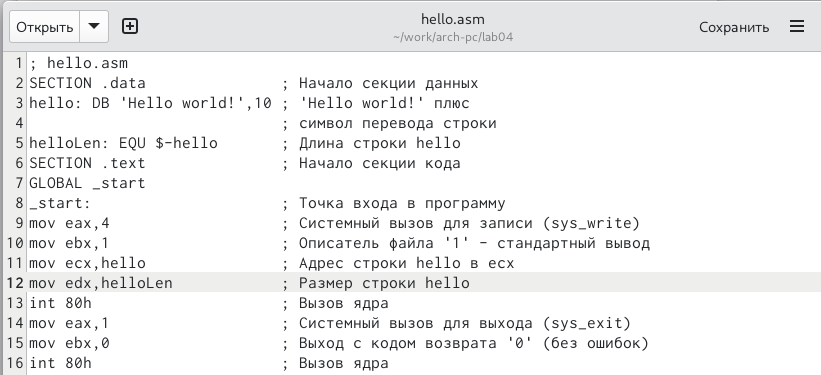 Открыть
hello.asm
~/work/arch-pc/lab04
Сохранить
1 ; hello.asm
2 SECTION .data ; Начало секции данных
3 hello: DB 'Hello world!',10 ; 'Hello world!' плюс
4 ; символ перевода строки
5 helloLen: EQU $-hello ; Длина строки hello
6 SECTION .text ; Начало секции кода
7 GLOBAL _start
8 _start: ; Точка входа в программу
9 mov eax,4 ; Системный вызов для записи (sys_write)
10 mov ebx,1 ; Описатель файла '1' - стандартный вывод
11 mov ecx,hello ; Адрес строки hello в ecx
12 mov edx,helloLen ; Размер строки hello
13 int 80h ; Вызов ядра
14 mov eax,1 ; Системный вызов для выхода (sys_exit)
15 mov ebx,0 ; Выход с кодом возврата '0' (без ошибок)
16 int 80h ; Вызов ядра